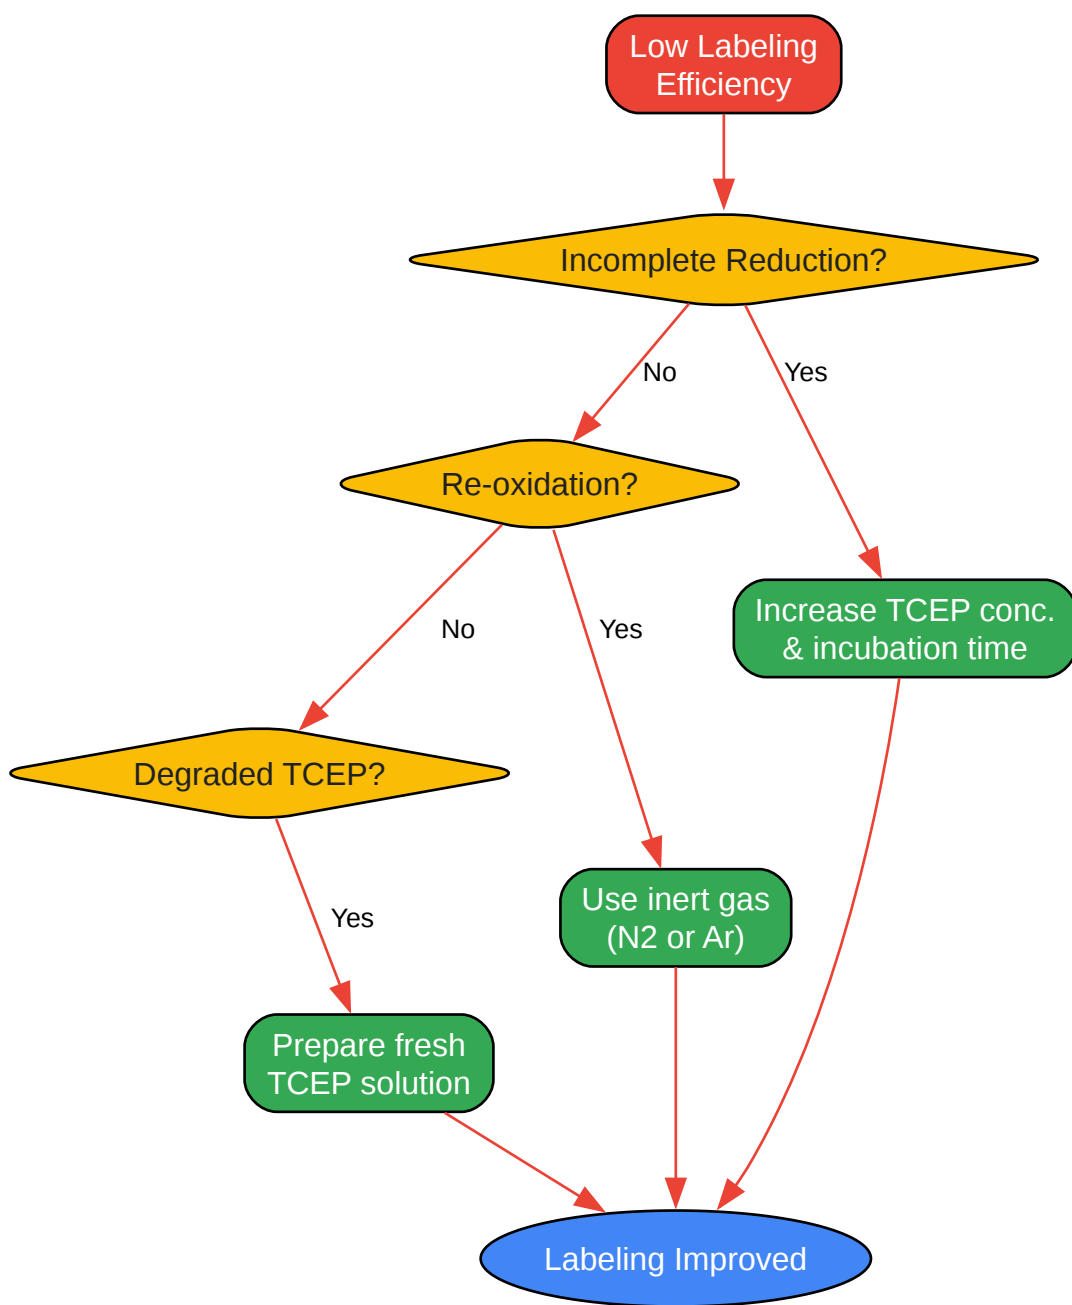 Low Labeling
Efficiency
Incomplete Reduction?
No
Yes
Re-oxidation?
Increase TCEP conc.
& incubation time
No
Yes
Degraded TCEP?
Use inert gas
(N2 or Ar)
Yes
Prepare fresh
TCEP solution
Labeling Improved